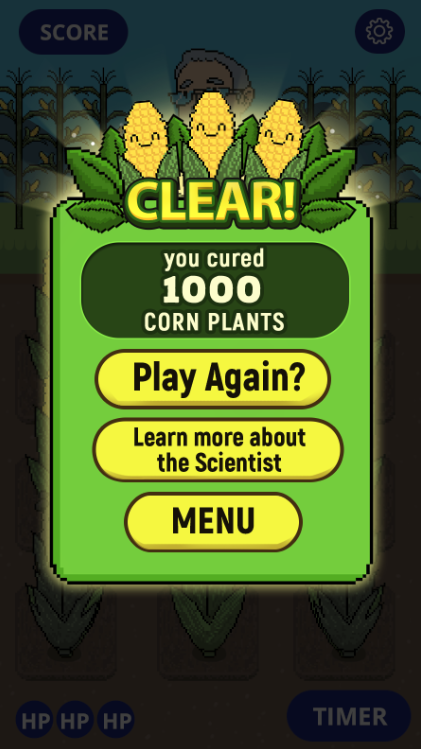 SCORE
CLEAR!
you cured
1000
CORN PLANTS
Play Again?
Learn more about
the Scientist
MENU
HP HP HP
TIMER